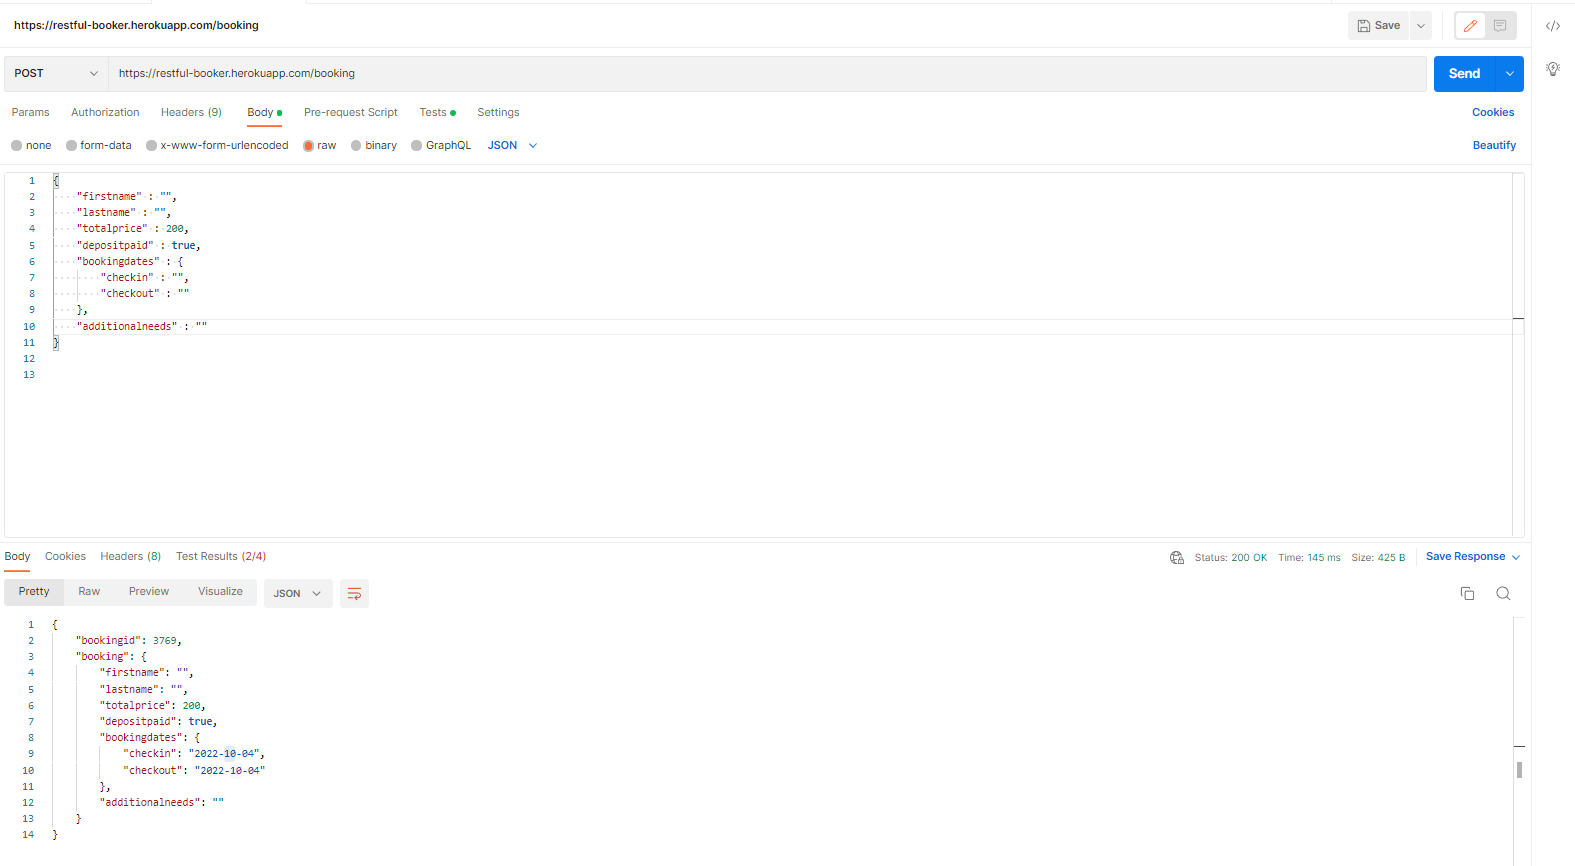 https://restful-booker.herokuapp.com/booking
Save
POST
https://restful-booker.herokuapp.com/booking
Send
Params Authorization Headers (9) Body Pre-request Script Tests Settings Cookies
none form-data x-www-form-urlencoded raw binary GraphQL JSON Beautify
1 {
2 "firstname" : "",
3 "lastname" : "",
4 "totalprice" : 200,
5 "depositpaid" : true,
6 "bookingdates" : {
7 "checkin" : "",
8 "checkout" : ""
9 },
10 "additionalneeds" : ""
11 }
12
13
Body Cookies Headers (8) Test Results (2/4) Status: 200 OK Time: 145 ms Size: 425 B Save Response
Pretty Raw Preview Visualize JSON
1 {
2 "bookingid": 3769,
3 "booking": {
4 "firstname": "",
5 "lastname": "",
6 "totalprice": 200,
7 "depositpaid": true,
8 "bookingdates": {
9 "checkin": "2022-10-04",
10 "checkout": "2022-10-04"
11 },
12 "additionalneeds": ""
13 }
14 }